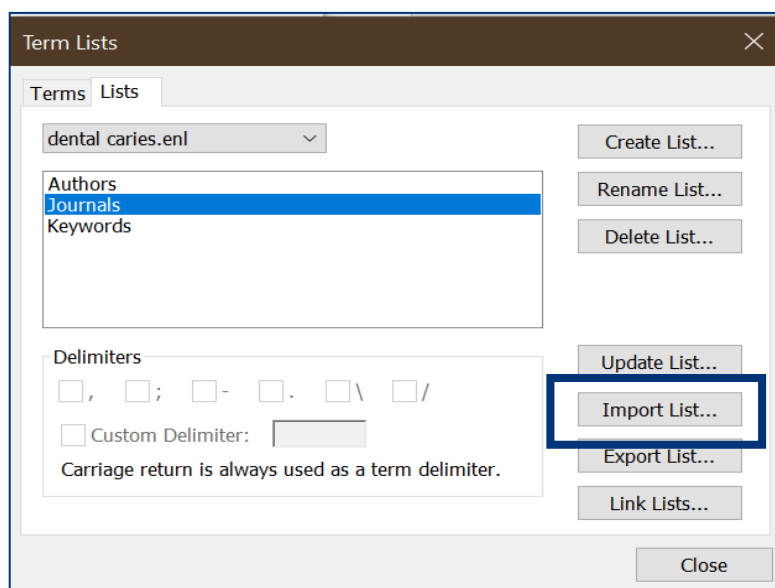 Term Lists
Terms Lists
dental caries.enl
Create List...
Authors
Journals
Keywords
Rename List...
Delete List...
Delimiters
, ; - . \ /
Custom Delimiter:
Carriage return is always used as a term delimiter.
Update List...
Import List...
Export List...
Link Lists...
Close